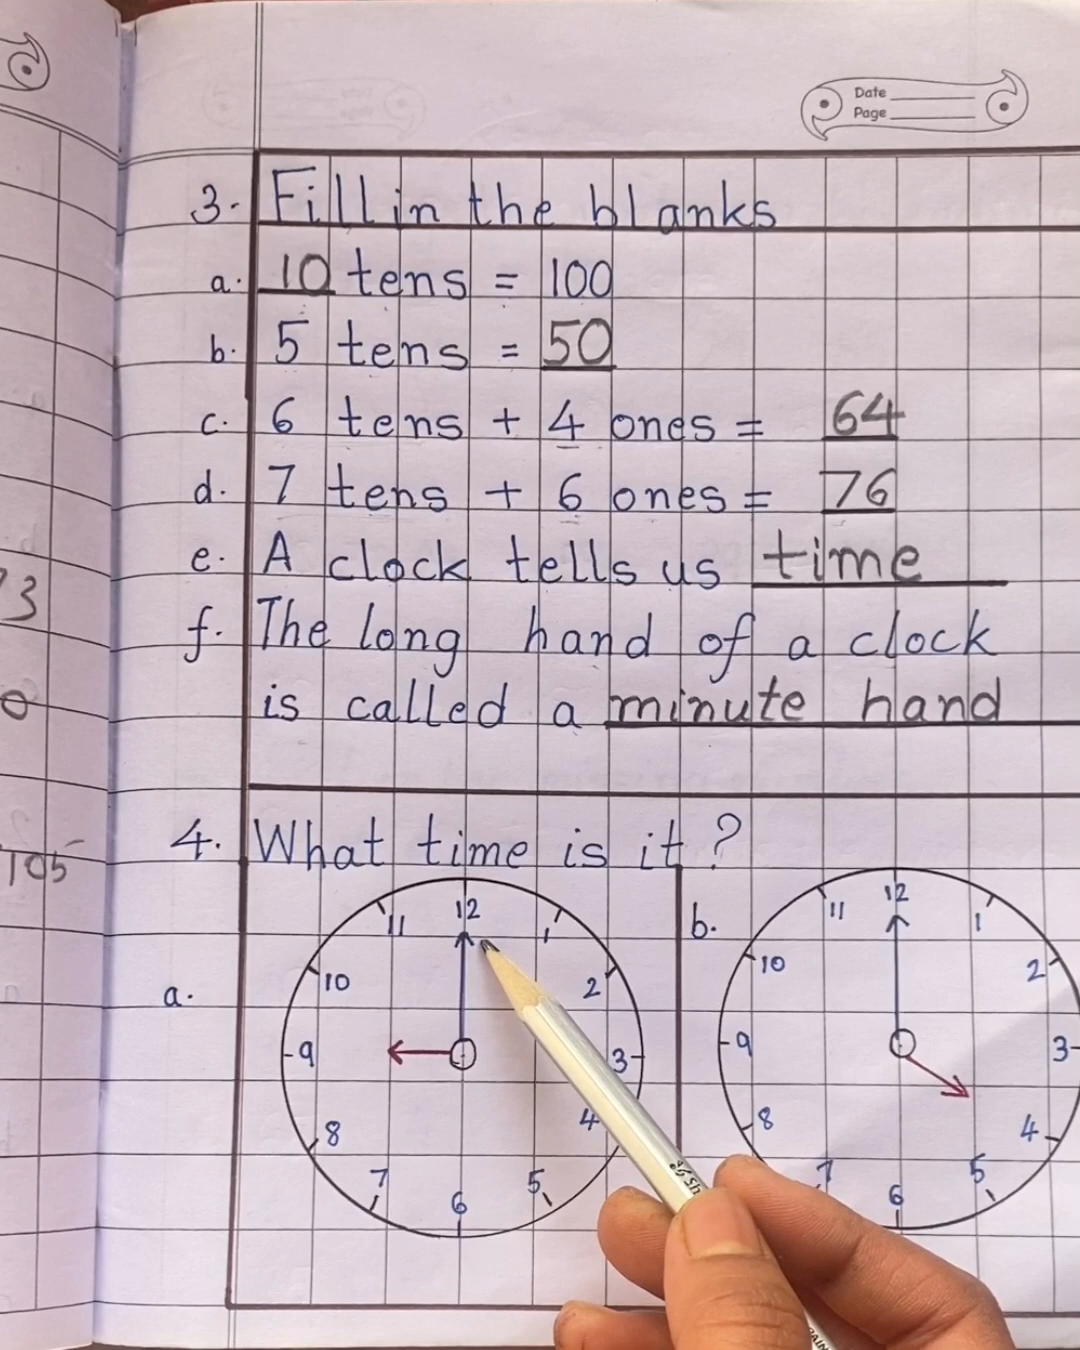 Date
Page
3. Fill in the blanks
a. 10 tens = 100
b. 5 tens = 50
c. 6 tens + 4 ones = 64
d. 7 tens + 6 ones = 76
e. A clock tells us time
f. The long hand of a clock
is called a minute hand
4. What time is it?
a.
12
1
2
3
4
5
6
7
8
9
10
11
b.
12
1
2
3
4
5
6
7
8
9
10
11
3
0
105